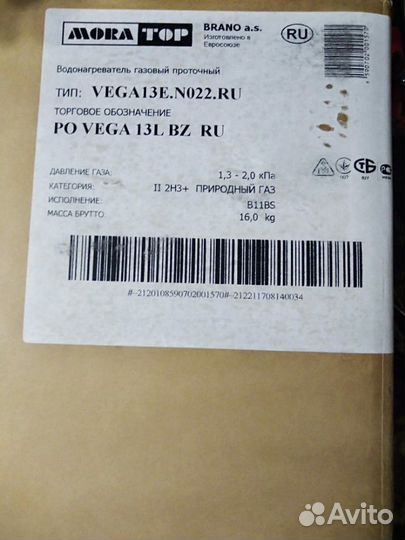 MORA TOP
BRANO a.s.
Изготовлено в
Евросоюзе
RU
Водонагреватель газовый проточный
ТИП: VEGA13E.N022.RU
ТОРГОВОЕ ОБОЗНАЧЕНИЕ
PO VEGA 13L BZ RU
ДАВЛЕНИЕ ГАЗА: 1,3 - 2,0 кПа
КАТЕГОРИЯ: II 2H3+ ПРИРОДНЫЙ ГАЗ
ИСПОЛНЕНИЕ: B11BS
МАССА БРУТТО: 16,0 kg
#-2120108590702001570#-212211708140034
Avito